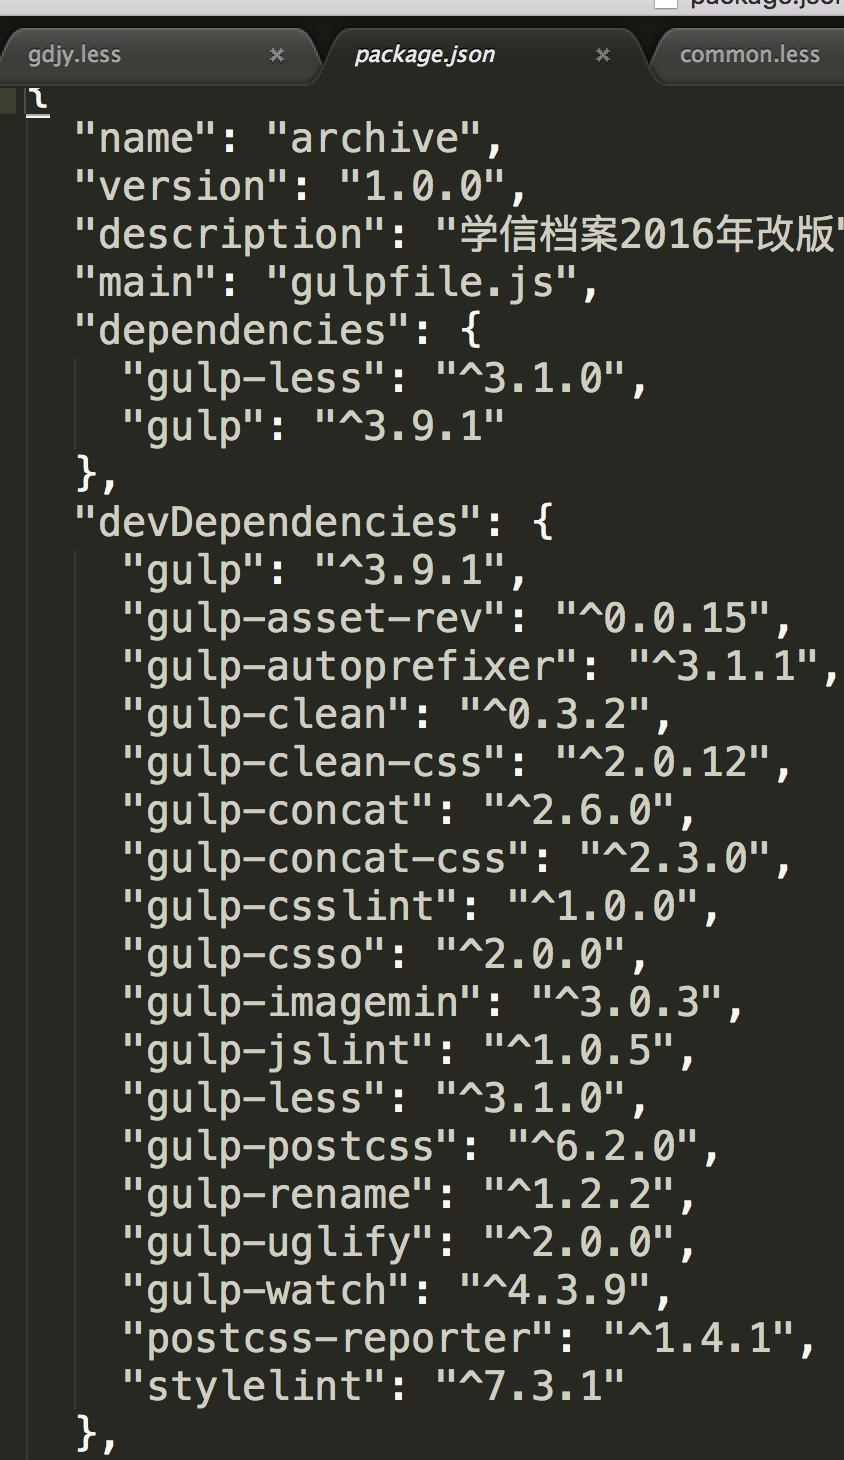 package.json
gdjy.less
package.json
common.less
{
"name": "archive",
"version": "1.0.0",
"description": "学信档案2016年改版"
"main": "gulpfile.js",
"dependencies": {
"gulp-less": "^3.1.0",
"gulp": "^3.9.1"
},
"devDependencies": {
"gulp": "^3.9.1",
"gulp-asset-rev": "^0.0.15",
"gulp-autoprefixer": "^3.1.1",
"gulp-clean": "^0.3.2",
"gulp-clean-css": "^2.0.12",
"gulp-concat": "^2.6.0",
"gulp-concat-css": "^2.3.0",
"gulp-csslint": "^1.0.0",
"gulp-csso": "^2.0.0",
"gulp-imagemin": "^3.0.3",
"gulp-jslint": "^1.0.5",
"gulp-less": "^3.1.0",
"gulp-postcss": "^6.2.0",
"gulp-rename": "^1.2.2",
"gulp-uglify": "^2.0.0",
"gulp-watch": "^4.3.9",
"postcss-reporter": "^1.4.1",
"stylelint": "^7.3.1"
},